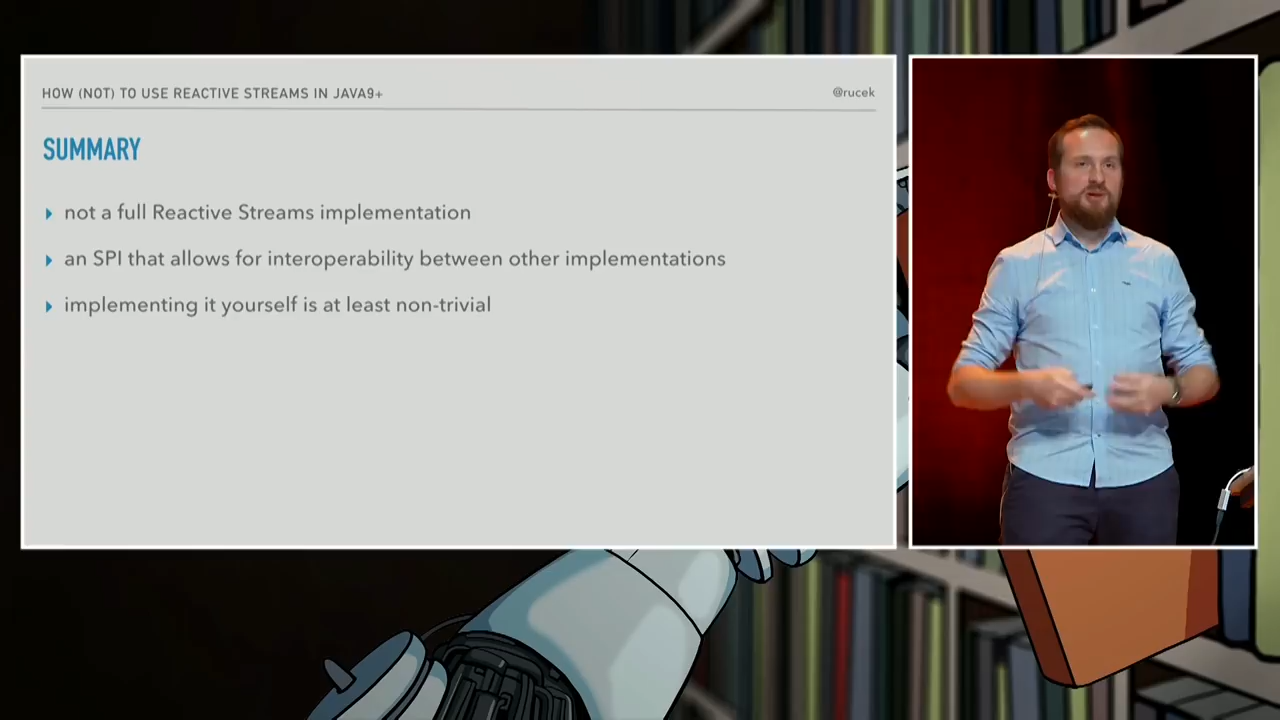 HOW (NOT) TO USE REACTIVE STREAMS IN JAVA9+
@rucek
SUMMARY
not a full Reactive Streams implementation
an SPI that allows for interoperability between other implementations
implementing it yourself is at least non-trivial